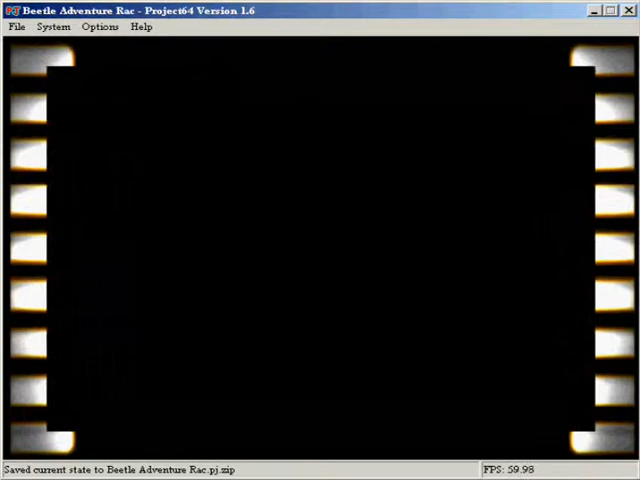 Beetle Adventure Rac - Project64 Version 1.6
File System Options Help
Saved current state to Beetle Adventure Rac.pj.zip FPS: 59.98